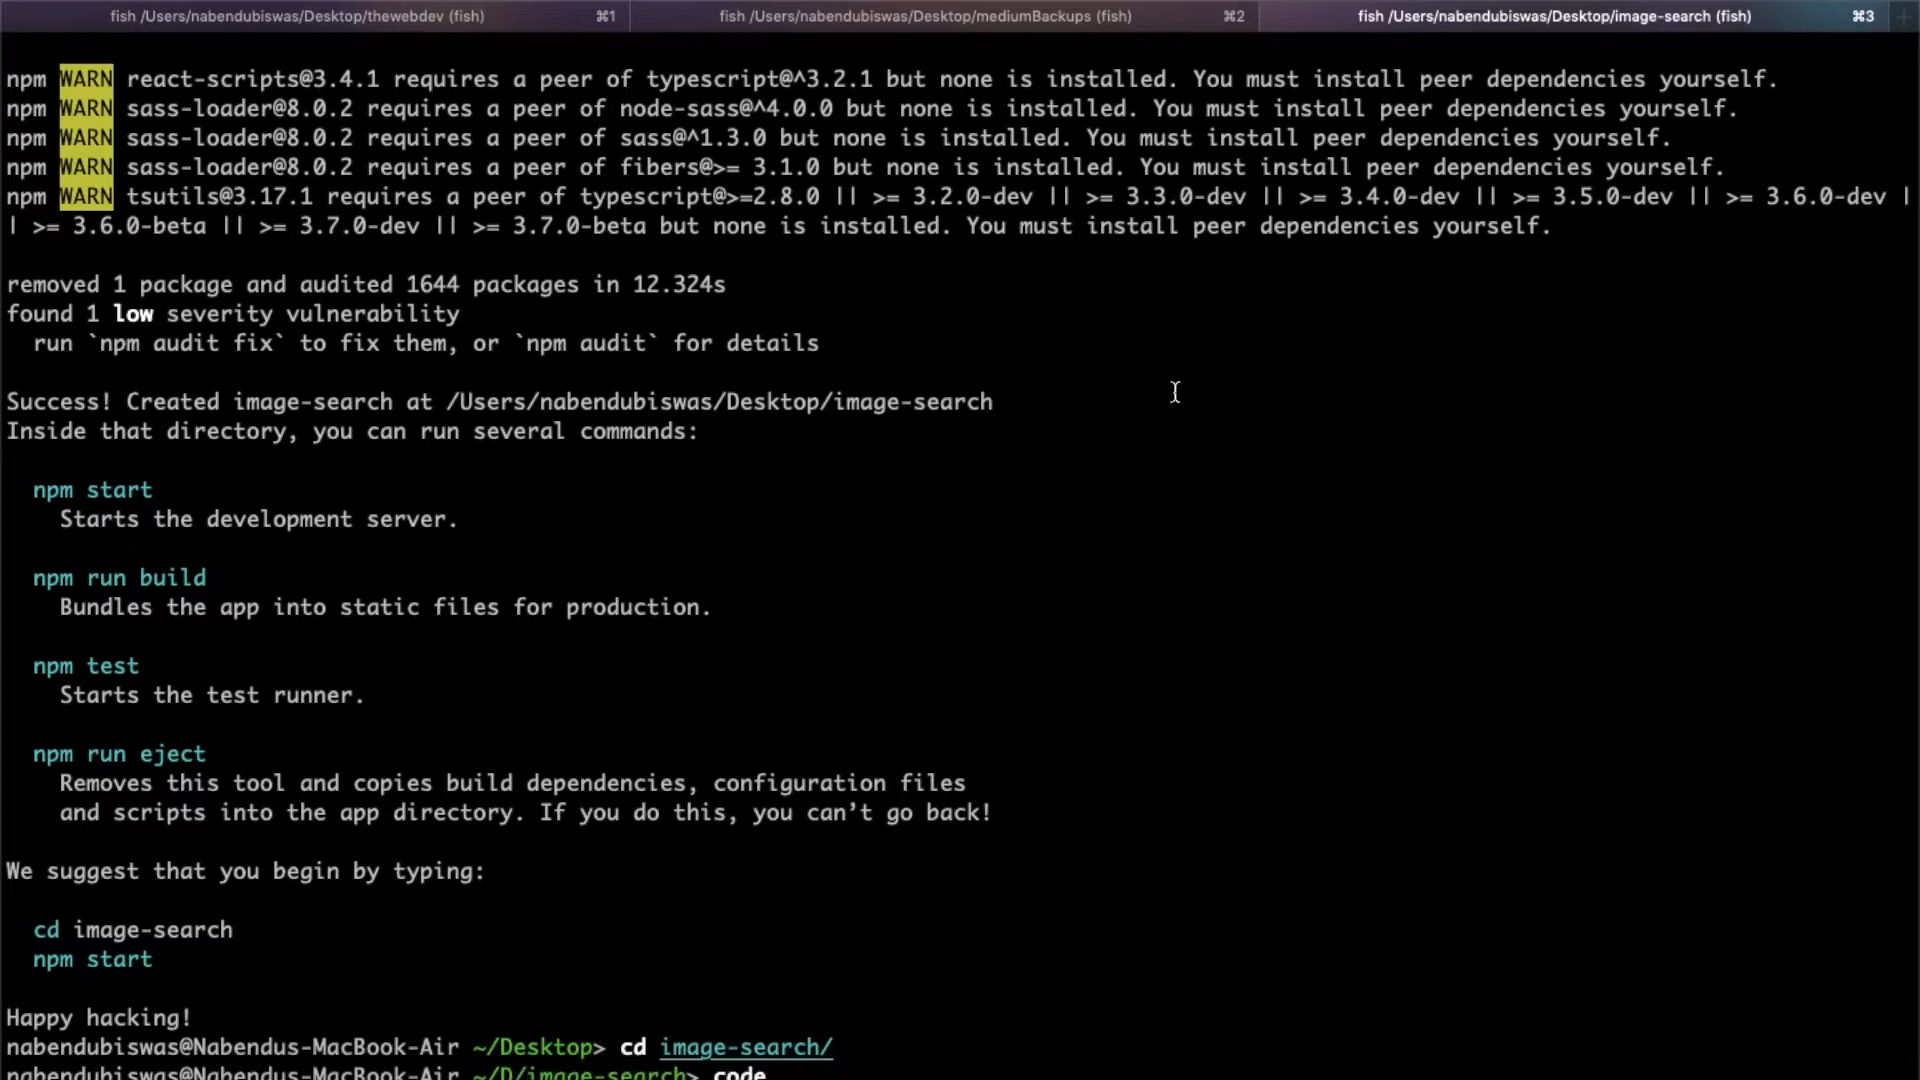 fish /Users/nabendubiswas/Desktop/thewebdev (fish) ⌘1 fish /Users/nabendubiswas/Desktop/mediumBackups (fish) ⌘2 fish /Users/nabendubiswas/Desktop/image-search (fish) ⌘3
npm WARN react-scripts@3.4.1 requires a peer of typescript@^3.2.1 but none is installed. You must install peer dependencies yourself.
npm WARN sass-loader@8.0.2 requires a peer of node-sass@^4.0.0 but none is installed. You must install peer dependencies yourself.
npm WARN sass-loader@8.0.2 requires a peer of sass@^1.3.0 but none is installed. You must install peer dependencies yourself.
npm WARN sass-loader@8.0.2 requires a peer of fibers@>= 3.1.0 but none is installed. You must install peer dependencies yourself.
npm WARN tsutils@3.17.1 requires a peer of typescript@>=2.8.0 || >= 3.2.0-dev || >= 3.3.0-dev || >= 3.4.0-dev || >= 3.5.0-dev || >= 3.6.0-dev |
| >= 3.6.0-beta || >= 3.7.0-dev || >= 3.7.0-beta but none is installed. You must install peer dependencies yourself.
removed 1 package and audited 1644 packages in 12.324s
found 1 low severity vulnerability
run `npm audit fix` to fix them, or `npm audit` for details
Success! Created image-search at /Users/nabendubiswas/Desktop/image-search
Inside that directory, you can run several commands:
npm start
Starts the development server.
npm run build
Bundles the app into static files for production.
npm test
Starts the test runner.
npm run eject
Removes this tool and copies build dependencies, configuration files
and scripts into the app directory. If you do this, you can’t go back!
We suggest that you begin by typing:
cd image-search
npm start
Happy hacking!
nabendubiswas@Nabendus-MacBook-Air ~/Desktop> cd image-search/
nabendubiswas@Nabendus-MacBook-Air ~/D/image-search> code